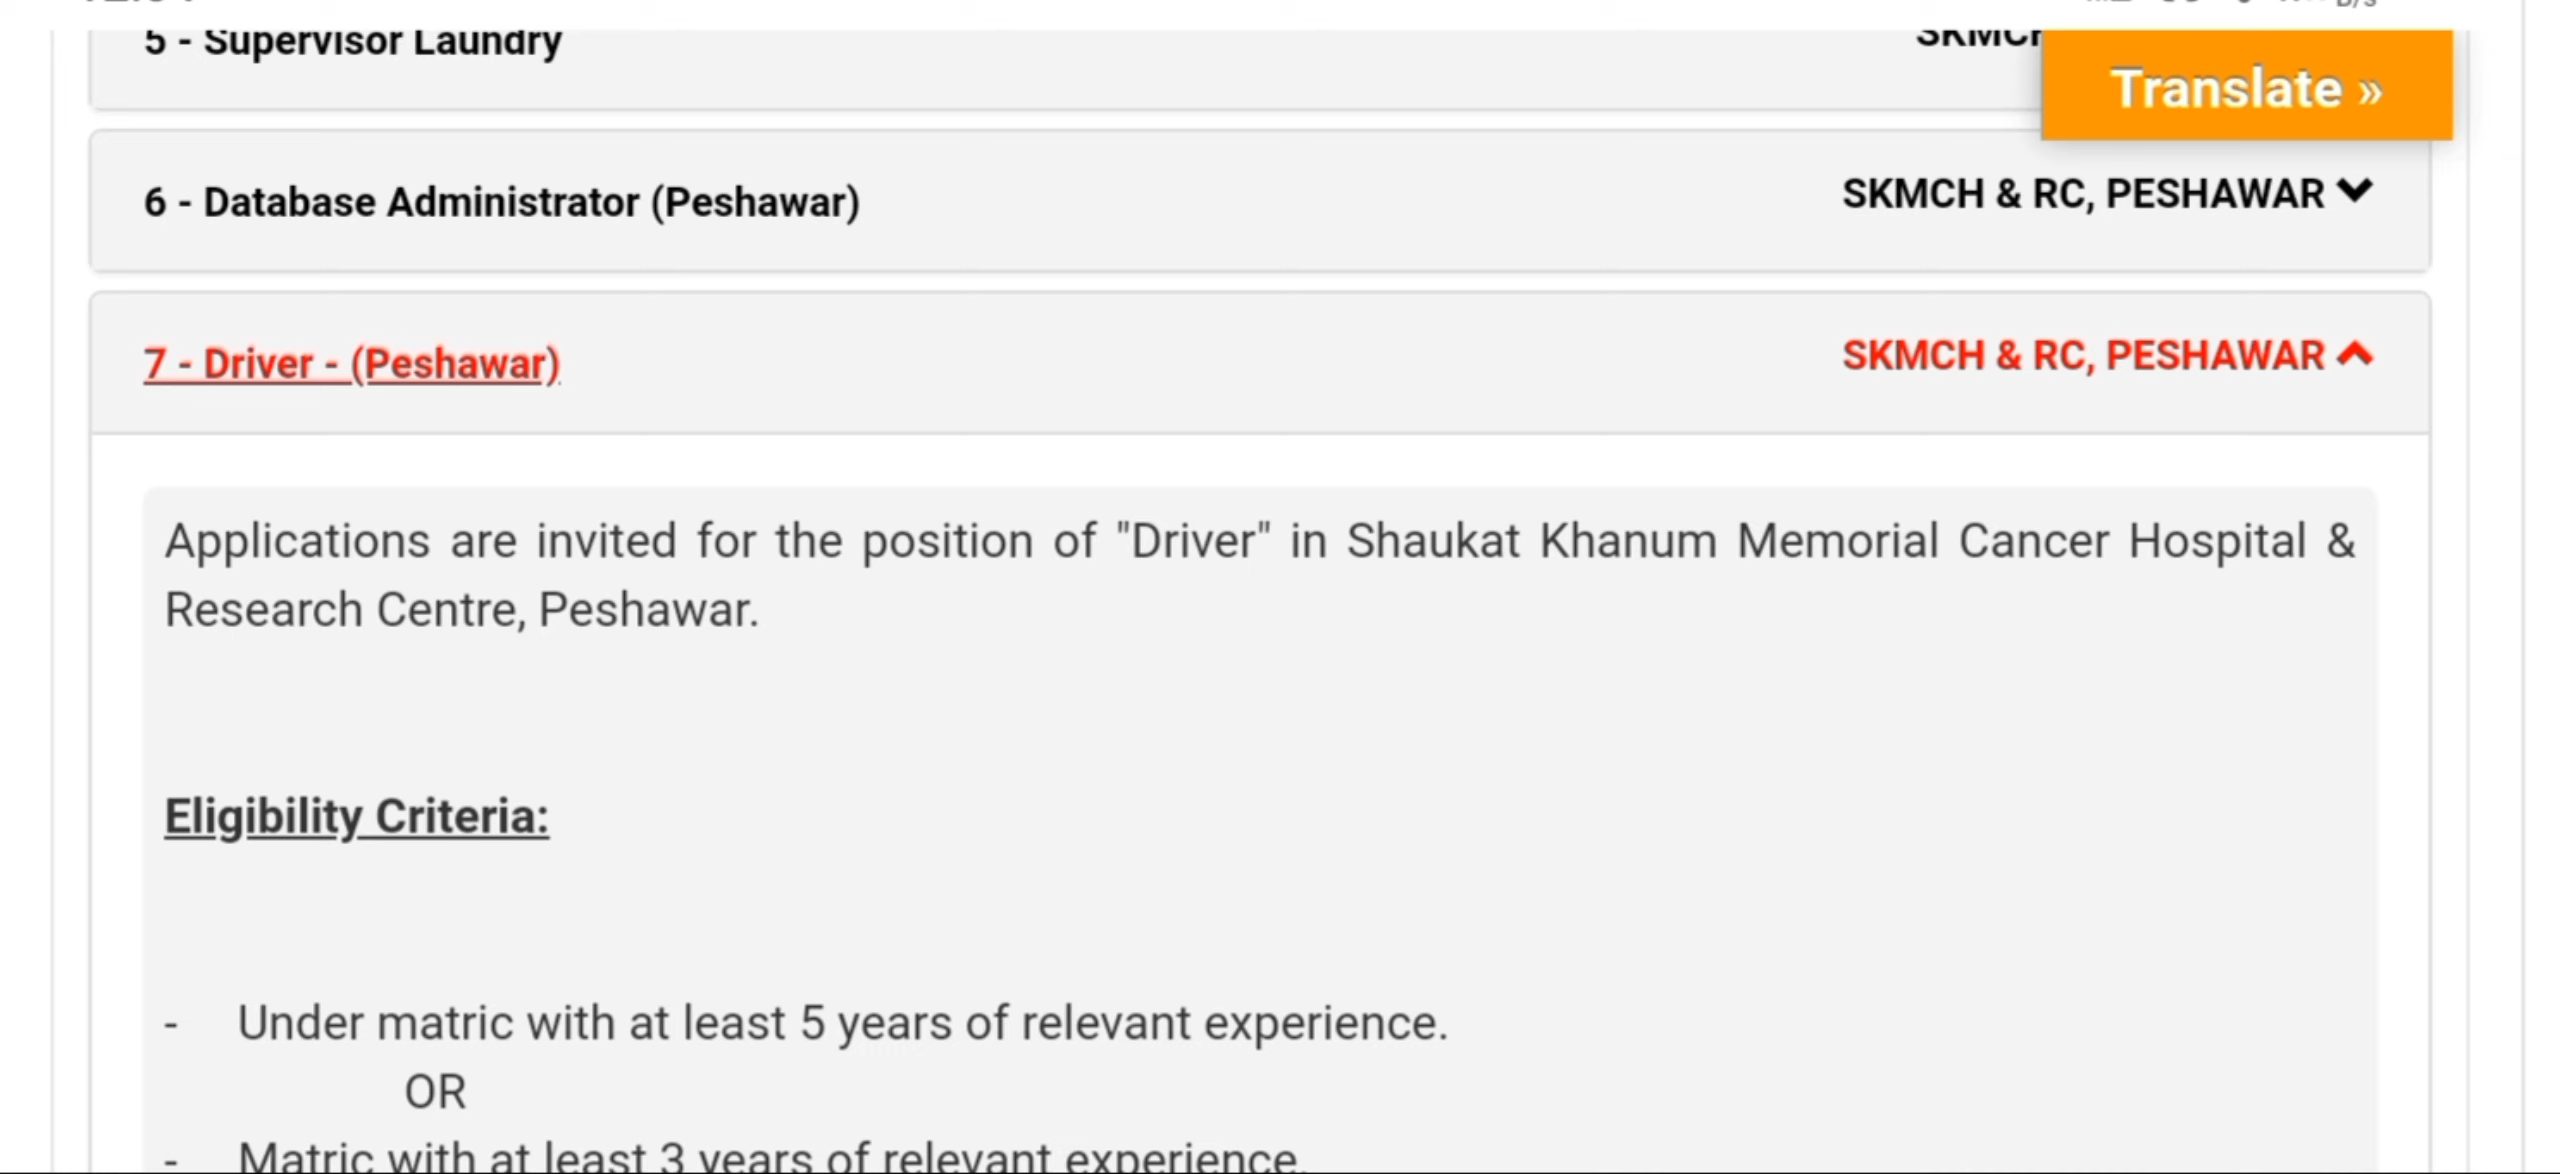 5 - Supervisor Laundry
Translate »
6 - Database Administrator (Peshawar) SKMCH & RC, PESHAWAR
7 - Driver - (Peshawar) SKMCH & RC, PESHAWAR
Applications are invited for the position of "Driver" in Shaukat Khanum Memorial Cancer Hospital &
Research Centre, Peshawar.
Eligibility Criteria:
- Under matric with at least 5 years of relevant experience.
OR
- Matric with at least 3 years of relevant experience.